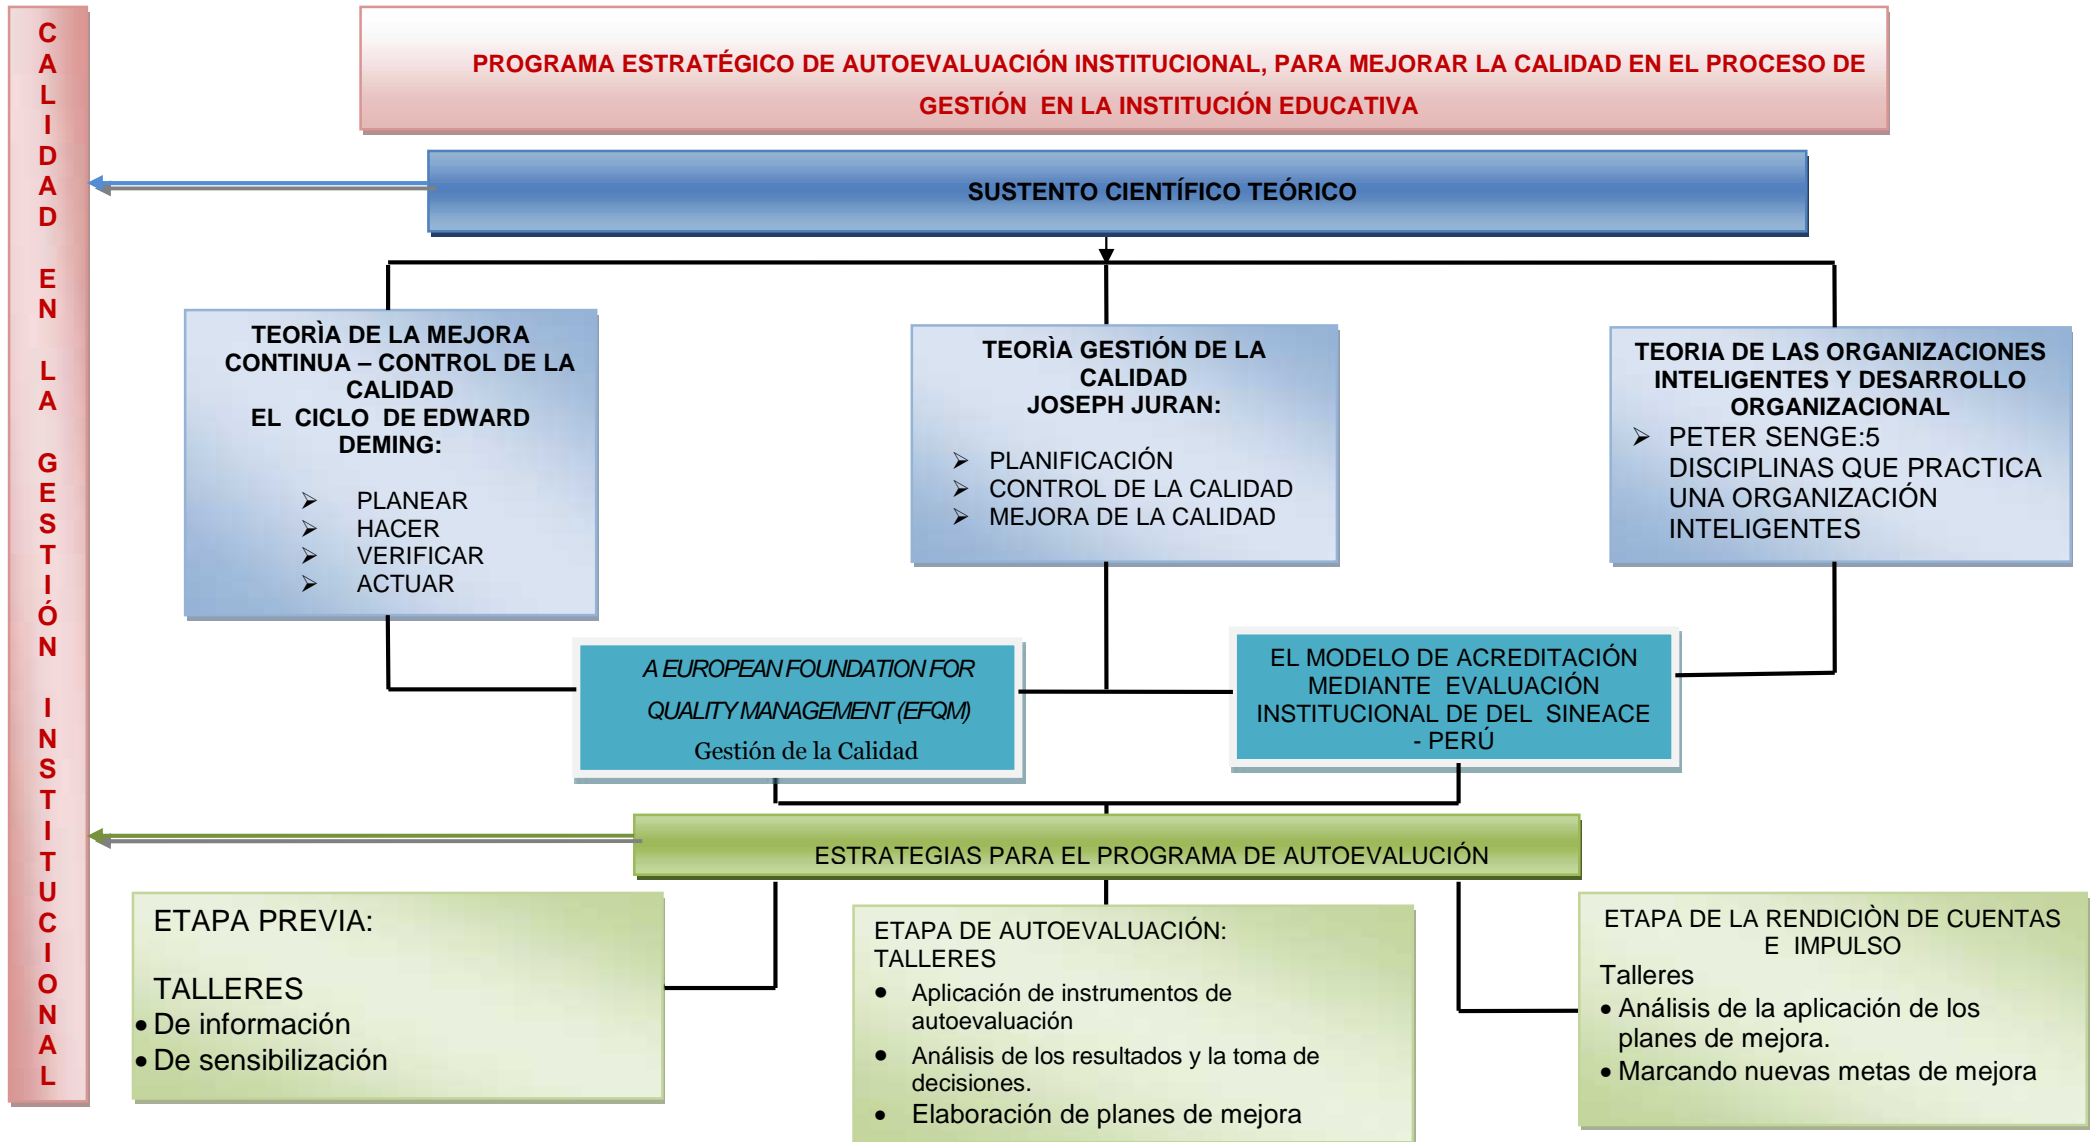 CALIDAD EN LA GESTIÓN INSTITUCIONAL
PROGRAMA ESTRATÉGICO DE AUTOEVALUACIÓN INSTITUCIONAL, PARA MEJORAR LA CALIDAD EN EL PROCESO DE
GESTIÓN EN LA INSTITUCIÓN EDUCATIVA
SUSTENTO CIENTÍFICO TEÓRICO
TEORÌA DE LA MEJORA
CONTINUA – CONTROL DE LA
CALIDAD
EL CICLO DE EDWARD
DEMING:
➢ PLANEAR
➢ HACER
➢ VERIFICAR
➢ ACTUAR
TEORÌA GESTIÓN DE LA
CALIDAD
JOSEPH JURAN:
➢ PLANIFICACIÓN
➢ CONTROL DE LA CALIDAD
➢ MEJORA DE LA CALIDAD
TEORIA DE LAS ORGANIZACIONES
INTELIGENTES Y DESARROLLO
ORGANIZACIONAL
➢ PETER SENGE:5
DISCIPLINAS QUE PRACTICA
UNA ORGANIZACIÓN
INTELIGENTES
A EUROPEAN FOUNDATION FOR
QUALITY MANAGEMENT (EFQM)
Gestión de la Calidad
EL MODELO DE ACREDITACIÓN
MEDIANTE EVALUACIÓN
INSTITUCIONAL DE DEL SINEACE
- PERÚ
ESTRATEGIAS PARA EL PROGRAMA DE AUTOEVALUCIÓN
ETAPA PREVIA:
TALLERES
• De información
• De sensibilización
ETAPA DE AUTOEVALUACIÓN:
TALLERES
• Aplicación de instrumentos de
autoevaluación
• Análisis de los resultados y la toma de
decisiones.
• Elaboración de planes de mejora
ETAPA DE LA RENDICIÒN DE CUENTAS
E IMPULSO
Talleres
• Análisis de la aplicación de los
planes de mejora.
• Marcando nuevas metas de mejora